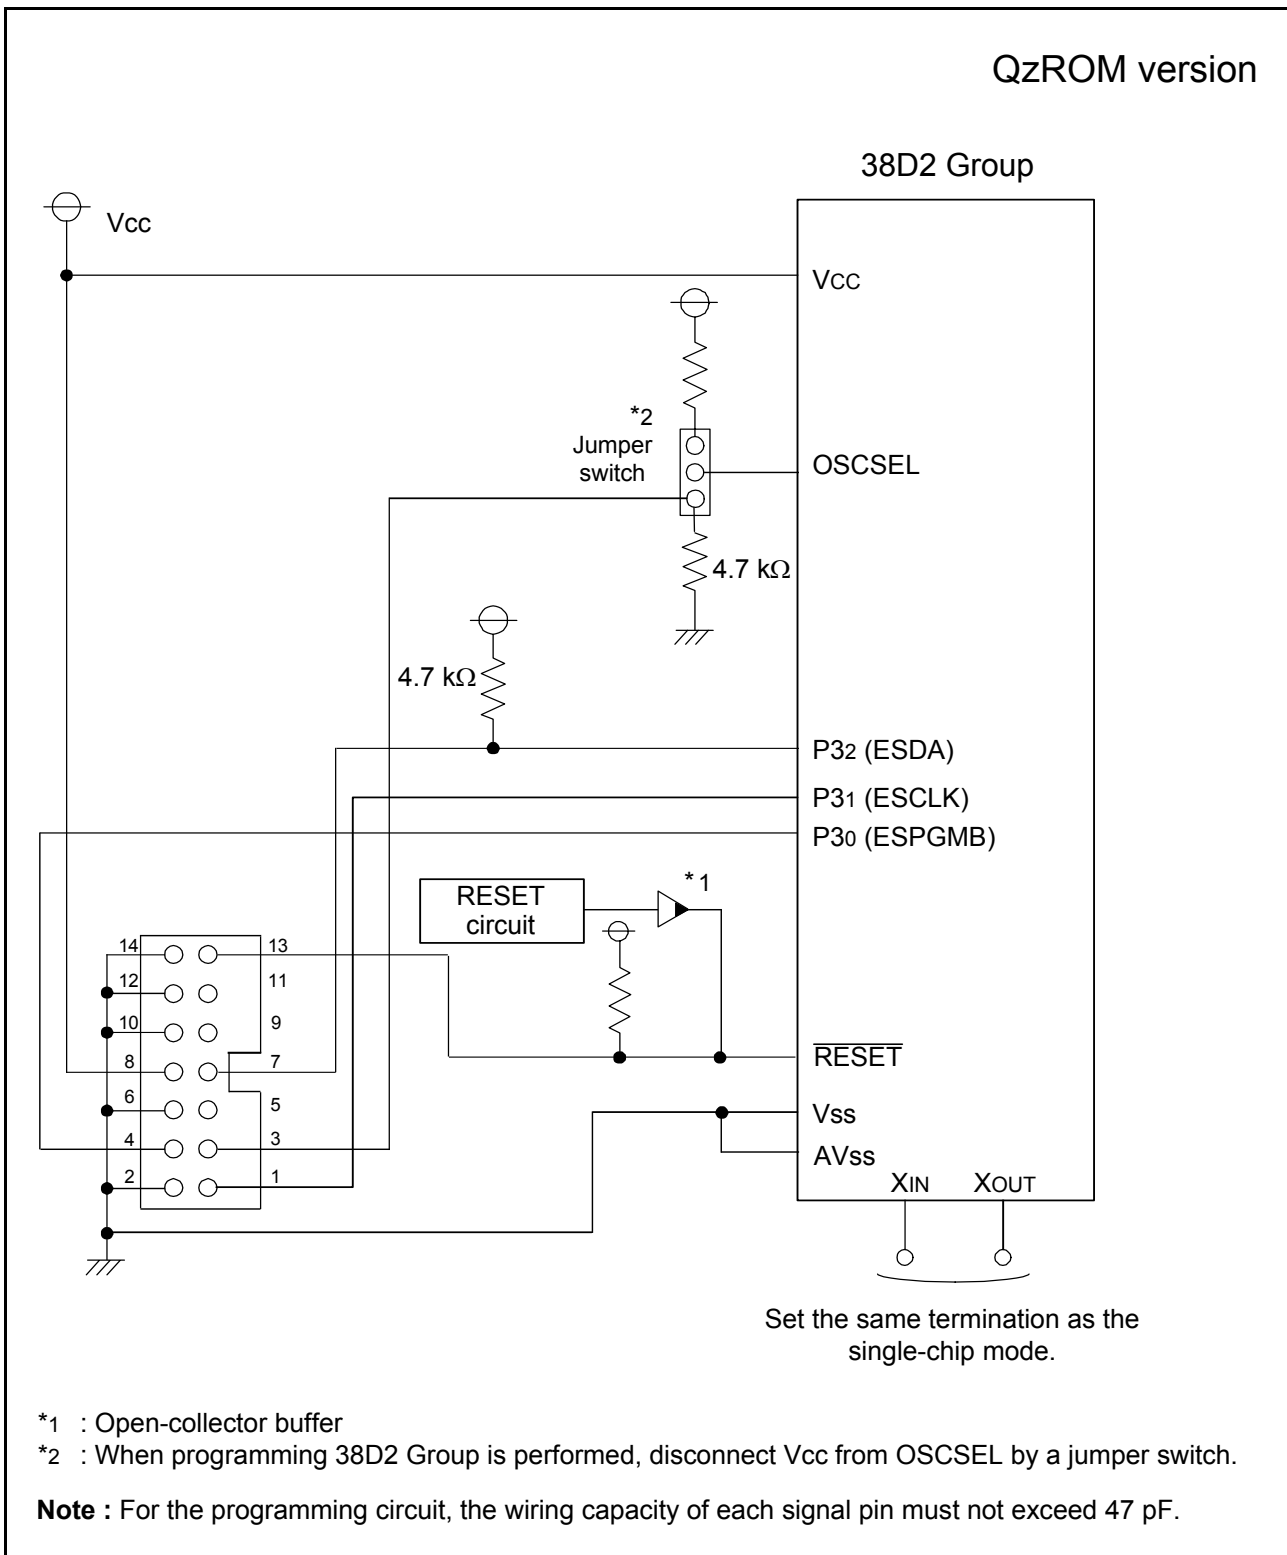 QzROM version
38D2 Group
Vcc
VCC
*2
Jumper
switch
OSCSEL
4.7 kΩ
4.7 kΩ
P32 (ESDA)
P31 (ESCLK)
P30 (ESPGMB)
RESET
circuit
*1
14
13
12
11
10
9
8
7
6
5
4
3
2
1
RESET
Vss
AVss
XIN
XOUT
Set the same termination as the
single-chip mode.
*1 : Open-collector buffer
*2 : When programming 38D2 Group is performed, disconnect Vcc from OSCSEL by a jumper switch.
Note : For the programming circuit, the wiring capacity of each signal pin must not exceed 47 pF.